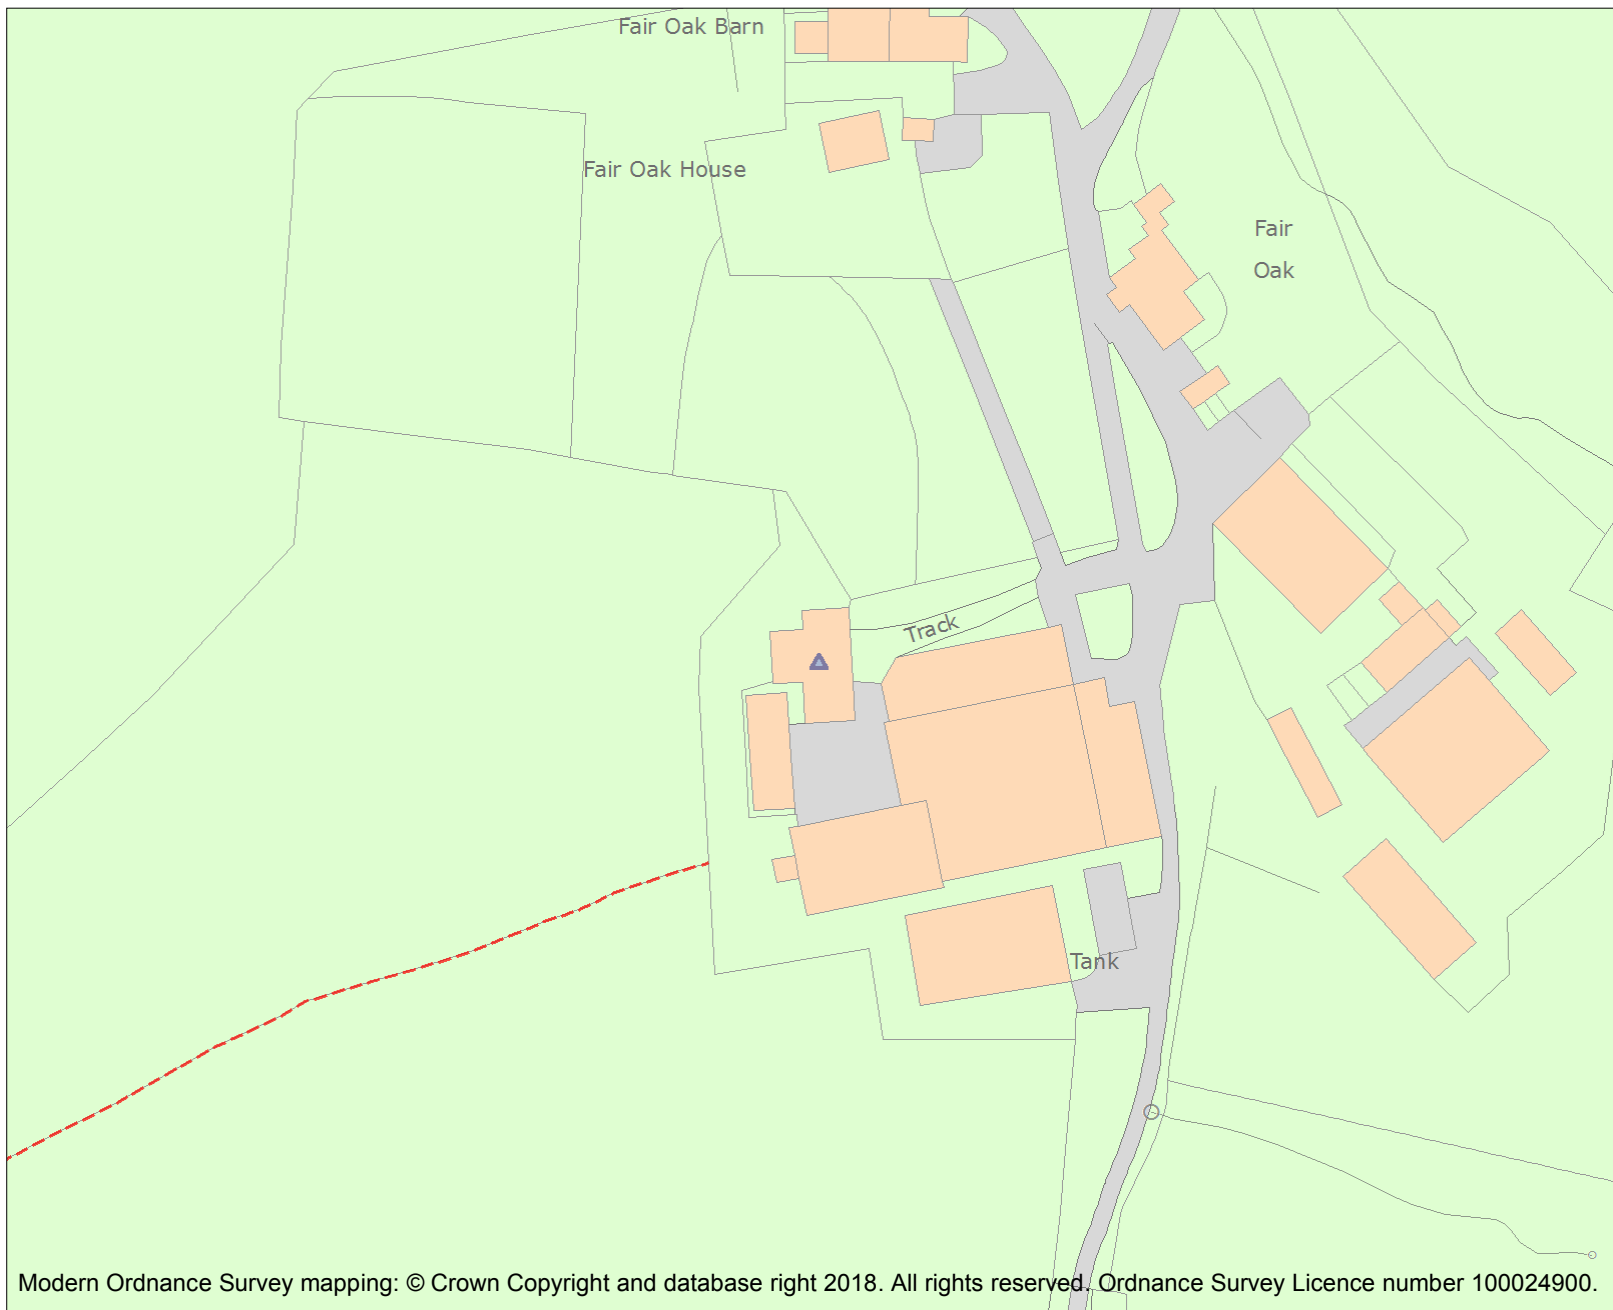 Fair Oak Barn
Fair Oak House
Fair
Oak
Track
Tank
Modern Ordnance Survey mapping: © Crown Copyright and database right 2018. All rights reserved. Ordnance Survey Licence number 100024900.